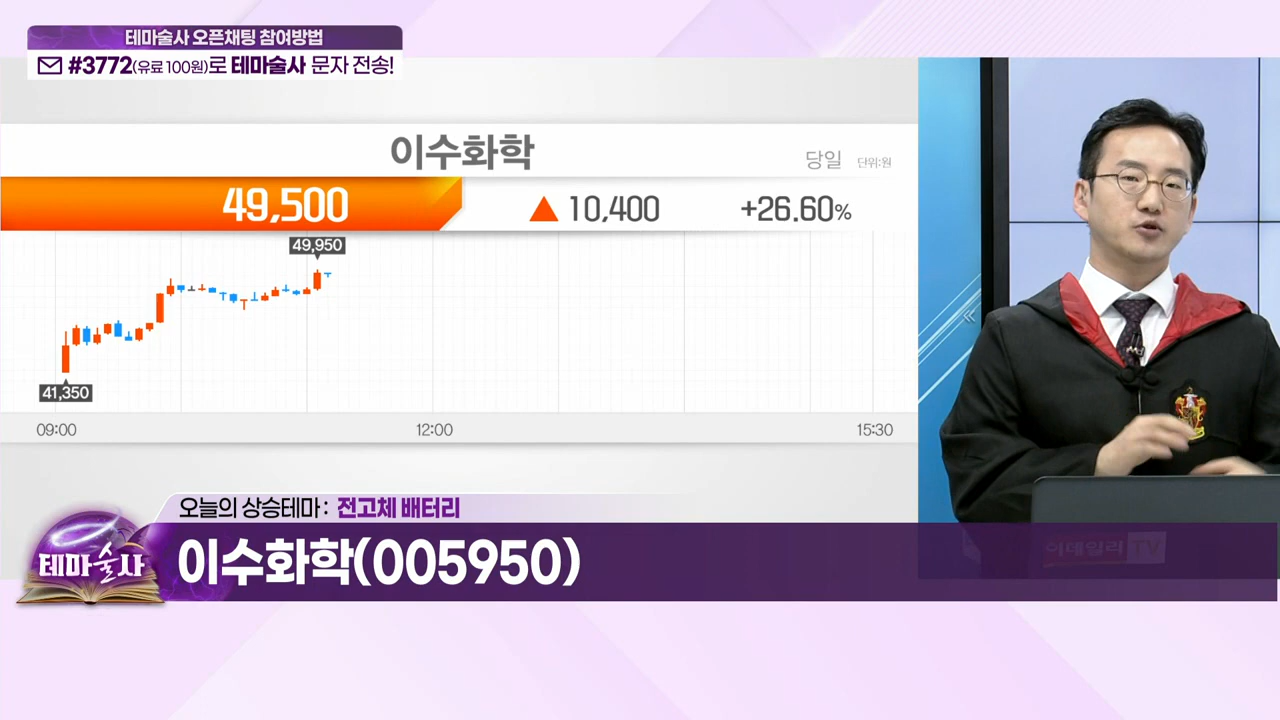 테마술사 오픈채팅 참여방법
#3772(유료 100원)로 테마술사 문자 전송!
이수화학
당일 단위:원
49,500 ▲ 10,400 +26.60%
49,950
41,350
09:00 12:00 15:30
오늘의 상승테마 : 전고체 배터리
테마술사
이수화학(005950)
이데일리 TV